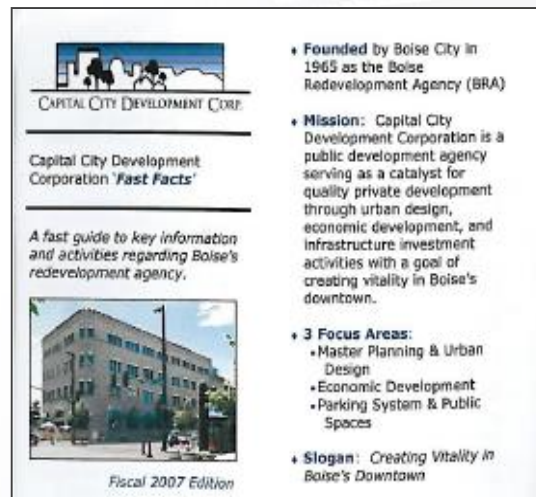 CAPITAL CITY DEVELOPMENT CORP.
Capital City Development
Corporation 'Fast Facts'
A fast guide to key information
and activities regarding Boise's
redevelopment agency.
Fiscal 2007 Edition
♦ Founded by Boise City in
1965 as the Boise
Redevelopment Agency (BRA)
♦ Mission: Capital City
Development Corporation is a
public development agency
serving as a catalyst for
quality private development
through urban design,
economic development, and
infrastructure investment
activities with a goal of
creating vitality in Boise's
downtown.
♦ 3 Focus Areas:
•Master Planning & Urban
Design
•Economic Development
•Parking System & Public
Spaces
♦ Slogan: Creating Vitality in
Boise's Downtown